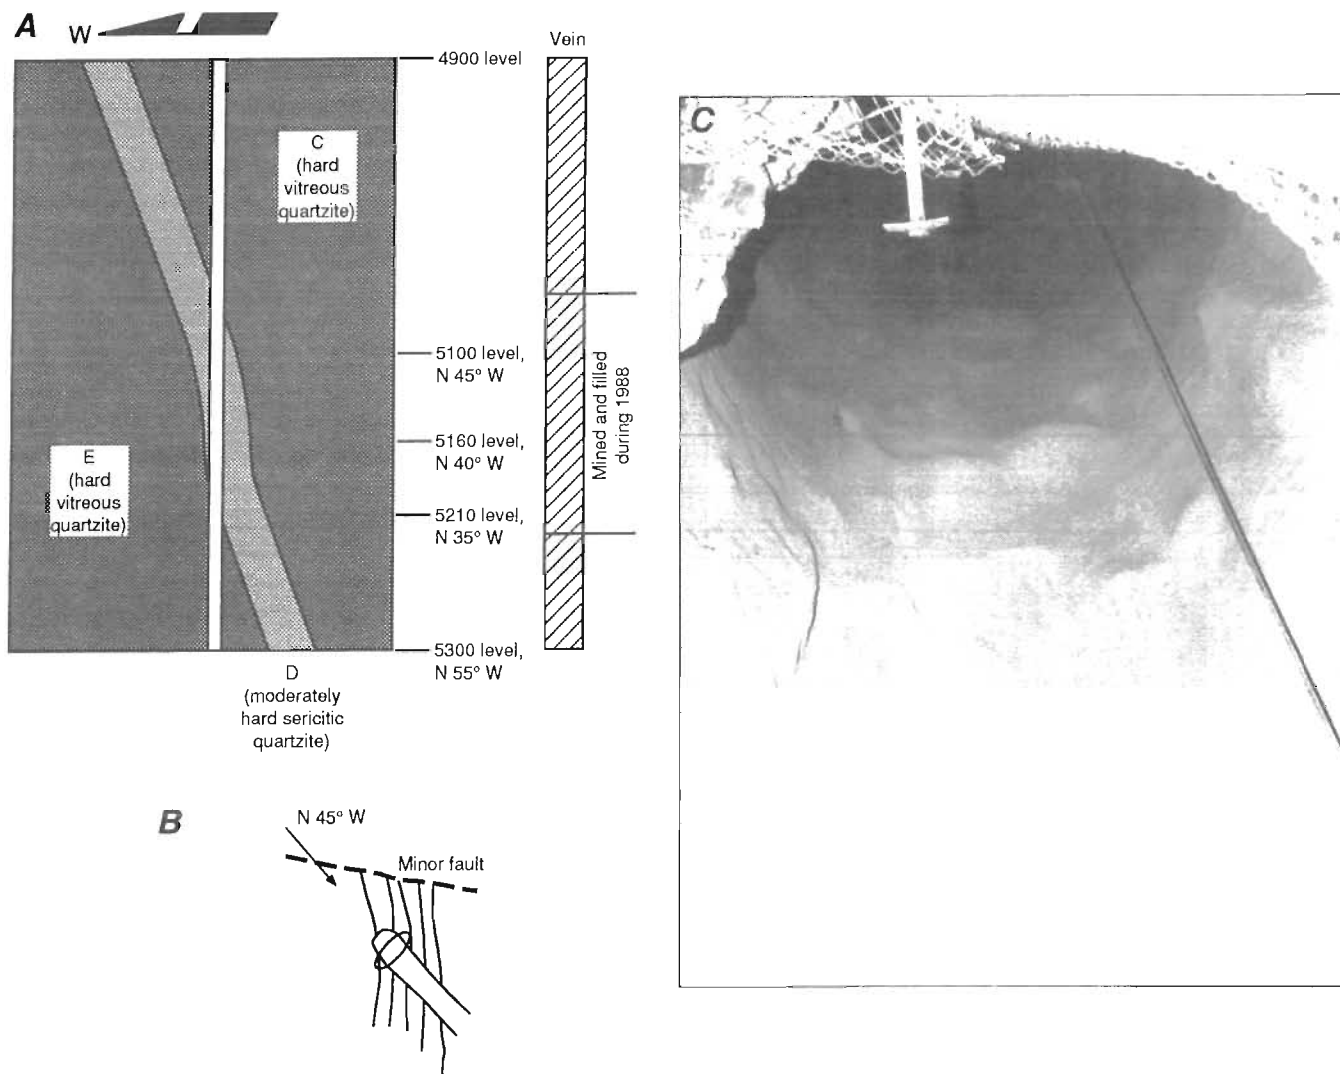 A
W
Vein
4900 level
C
(hard
vitreous
quartzite)
5100 level,
N 45° W
5160 level,
N 40° W
5210 level,
N 35° W
E
(hard
vitreous
quartzite)
Mined and filled
during 1988
5300 level,
N 55° W
D
(moderately
hard sericitic
quartzite)
B
N 45° W
Minor fault
C